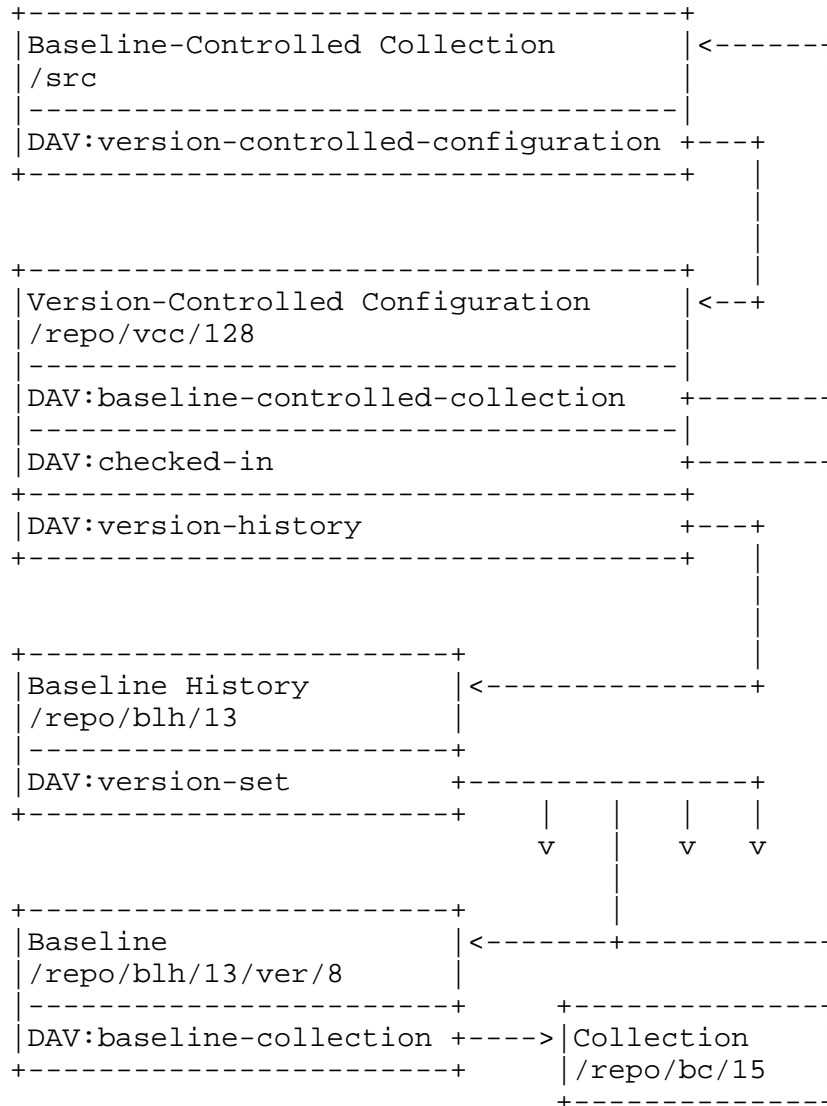 Baseline-Controlled Collection
/src
DAV:version-controlled-configuration
Version-Controlled Configuration
/repo/vcc/128
DAV:baseline-controlled-collection
DAV:checked-in
DAV:version-history
Baseline History
/repo/blh/13
DAV:version-set
v v v
Baseline
/repo/blh/13/ver/8
DAV:baseline-collection
Collection
/repo/bc/15